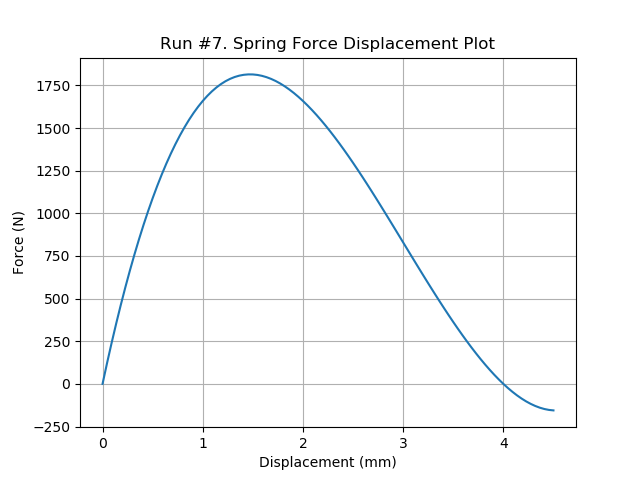 Run #7. Spring Force Displacement Plot
1750
1500
1250
1000
750
500
250
0
−250
Force (N)
0 1 2 3 4
Displacement (mm)